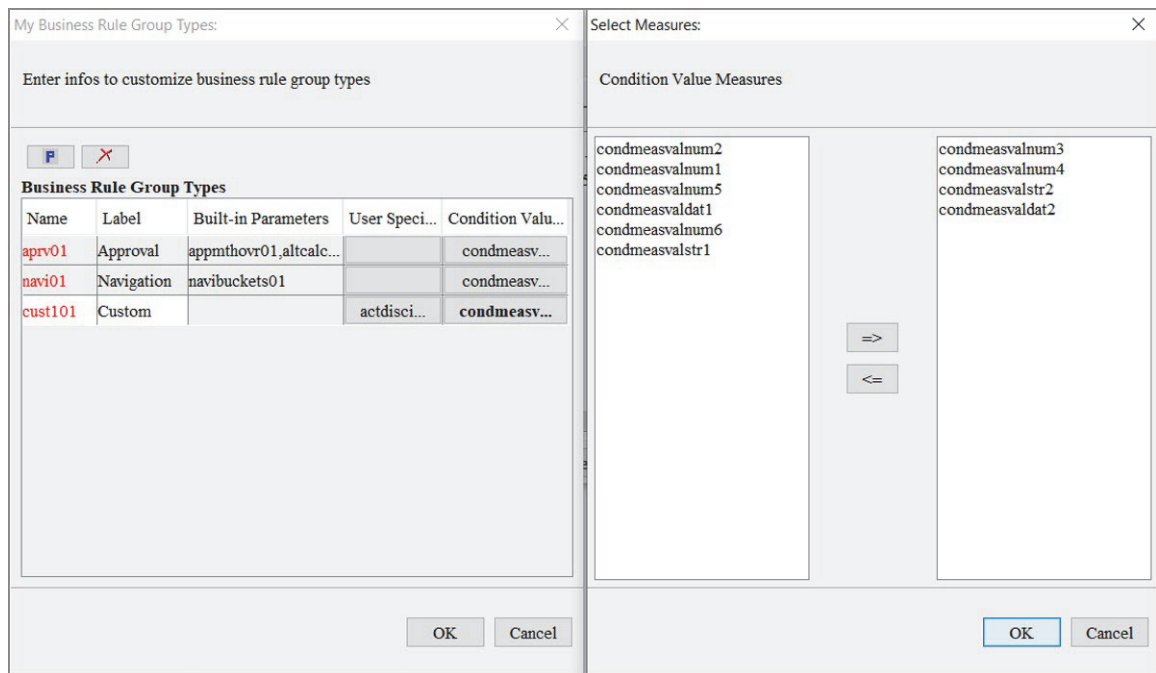 My Business Rule Group Types:
Enter infos to customize business rule group types
P
Business Rule Group Types
Name Label Built-in Parameters User Speci... Condition Valu...
aprv01 Approval appmthovr01,altcalc... condmeasv...
navi01 Navigation navibuckets01 condmeasv...
cust101 Custom actdisci... condmeasv...
OK Cancel
Select Measures:
Condition Value Measures
condmeasvalnum2
condmeasvalnum1
condmeasvalnum5
condmeasvaldat1
condmeasvalnum6
condmeasvalstr1
=>
<=
condmeasvalnum3
condmeasvalnum4
condmeasvalstr2
condmeasvaldat2
OK Cancel